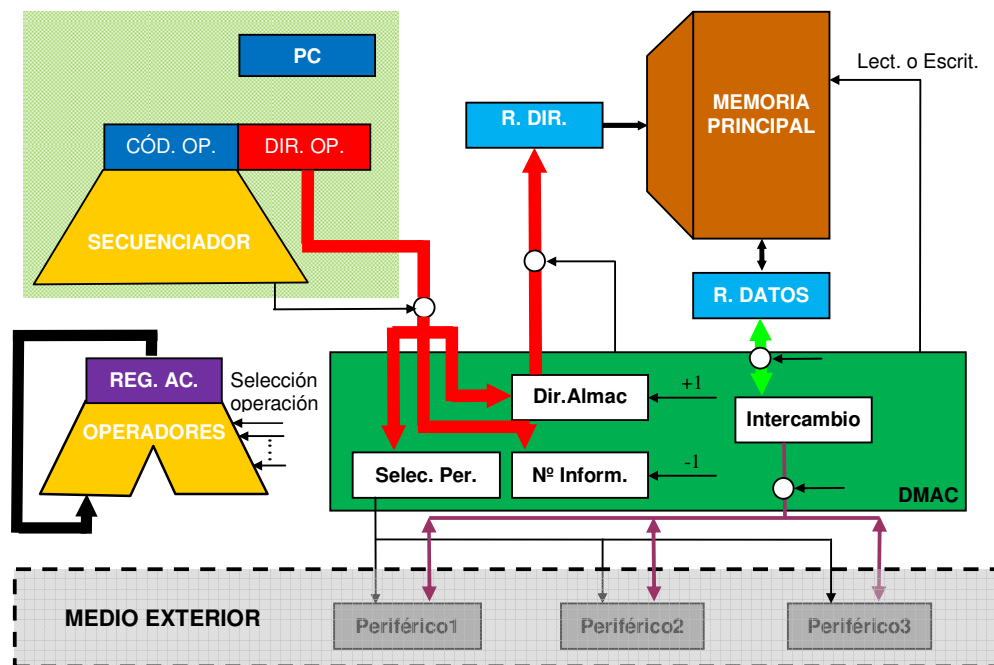 PC
Lect. o Escrit.
MEMORIA
PRINCIPAL
R. DIR.
CÓD. OP.
DIR. OP.
SECUENCIADOR
R. DATOS
REG. AC.
Selección
operación
OPERADORES
Dir.Almac
+1
Intercambio
Selec. Per.
Nº Inform.
-1
DMAC
MEDIO EXTERIOR
Periférico1
Periférico2
Periférico3